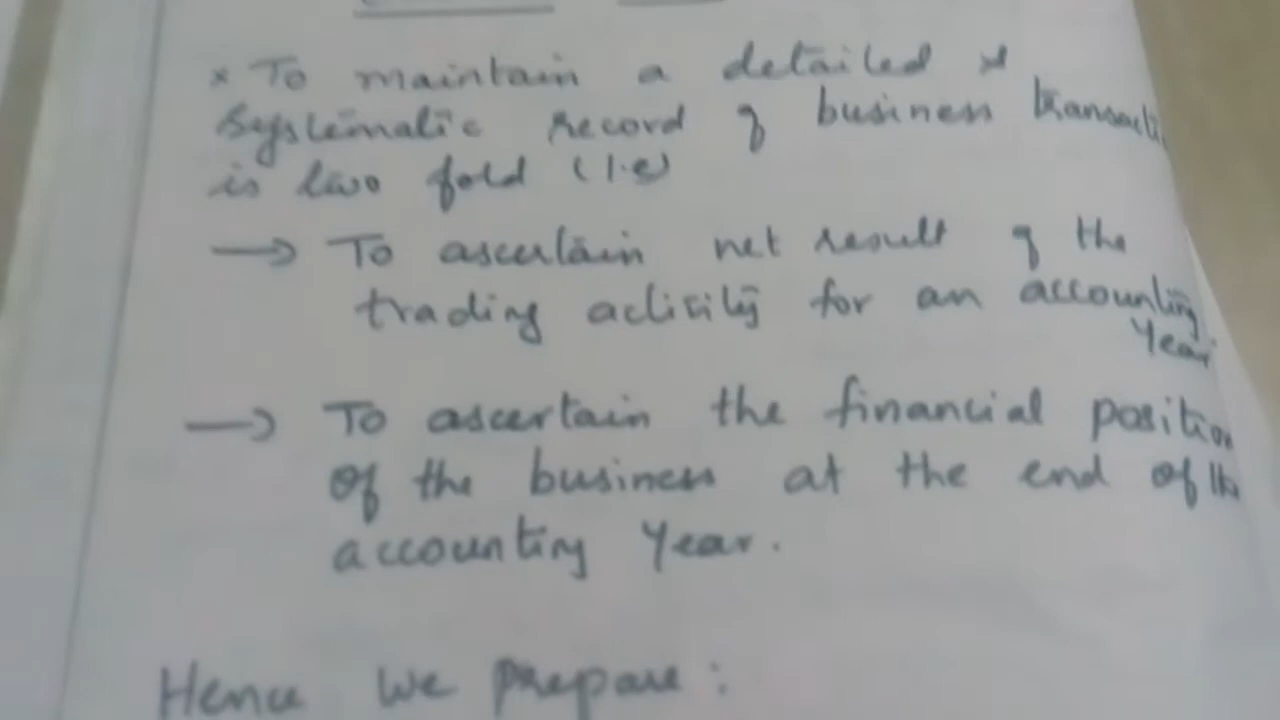 * To maintain a detailed &
Systematic record of business transacti
is two fold (i.e)
→ To ascertain net result of the
trading activity for an accounting
Year
→ To ascertain the financial position
of the business at the end of the
accounting Year.
Hence We prepare :